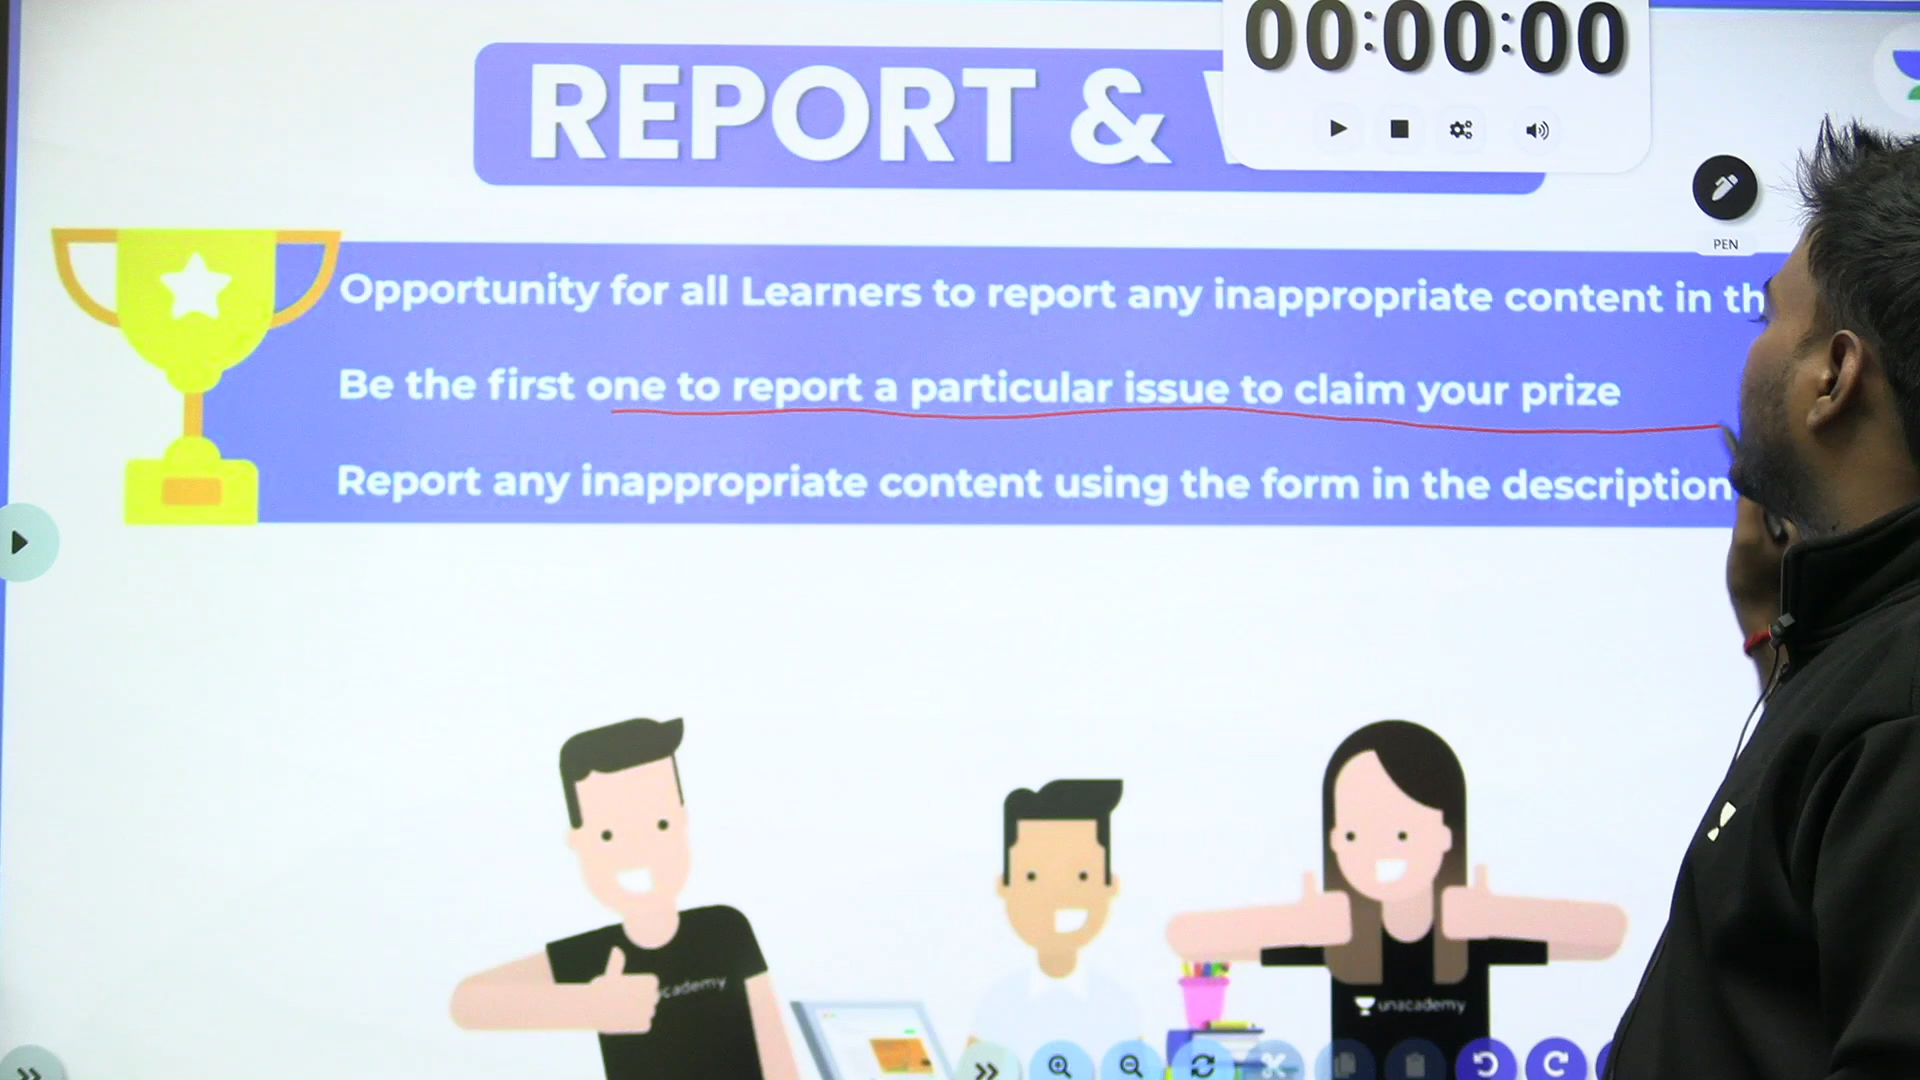 00:00:00
REPORT &
PEN
Opportunity for all Learners to report any inappropriate content in th
Be the first one to report a particular issue to claim your prize
Report any inappropriate content using the form in the description
cademy
unacademy